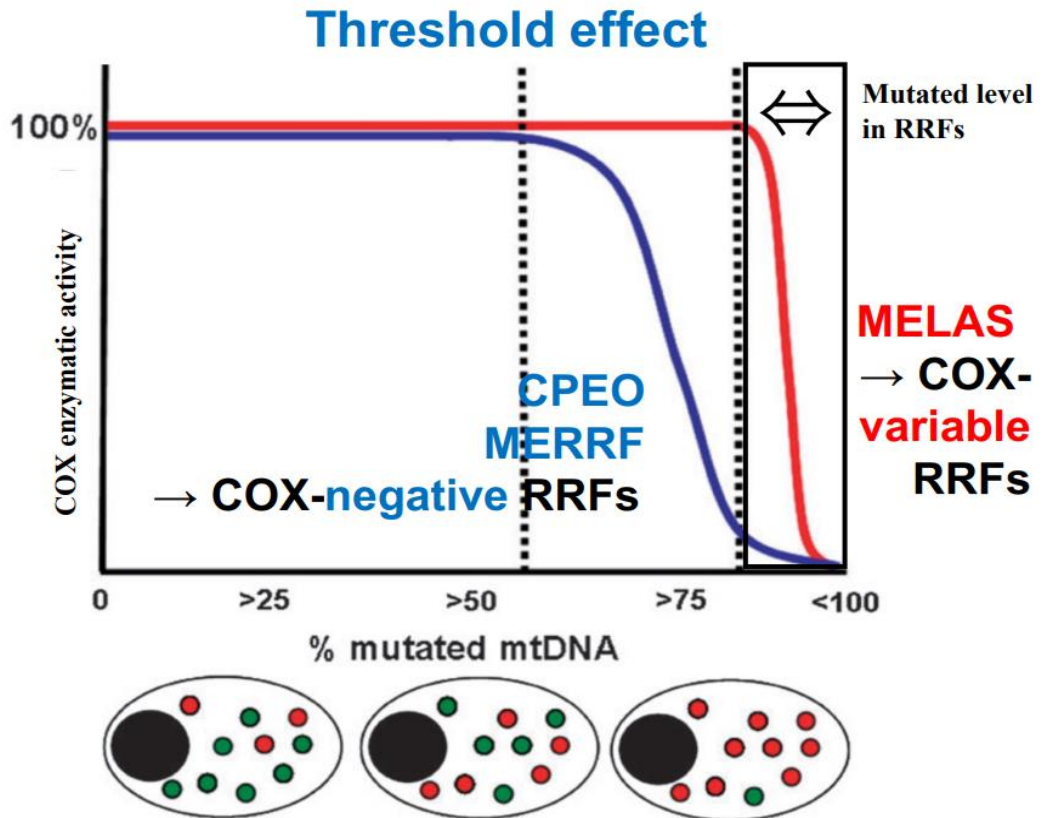 Threshold effect
100%
COX enzymatic activity
Mutated level
in RRFs
CPEO
MERRF
→ COX-negative RRFs
MELAS
→ COX-
variable
RRFs
0 >25 >50 >75 <100
% mutated mtDNA